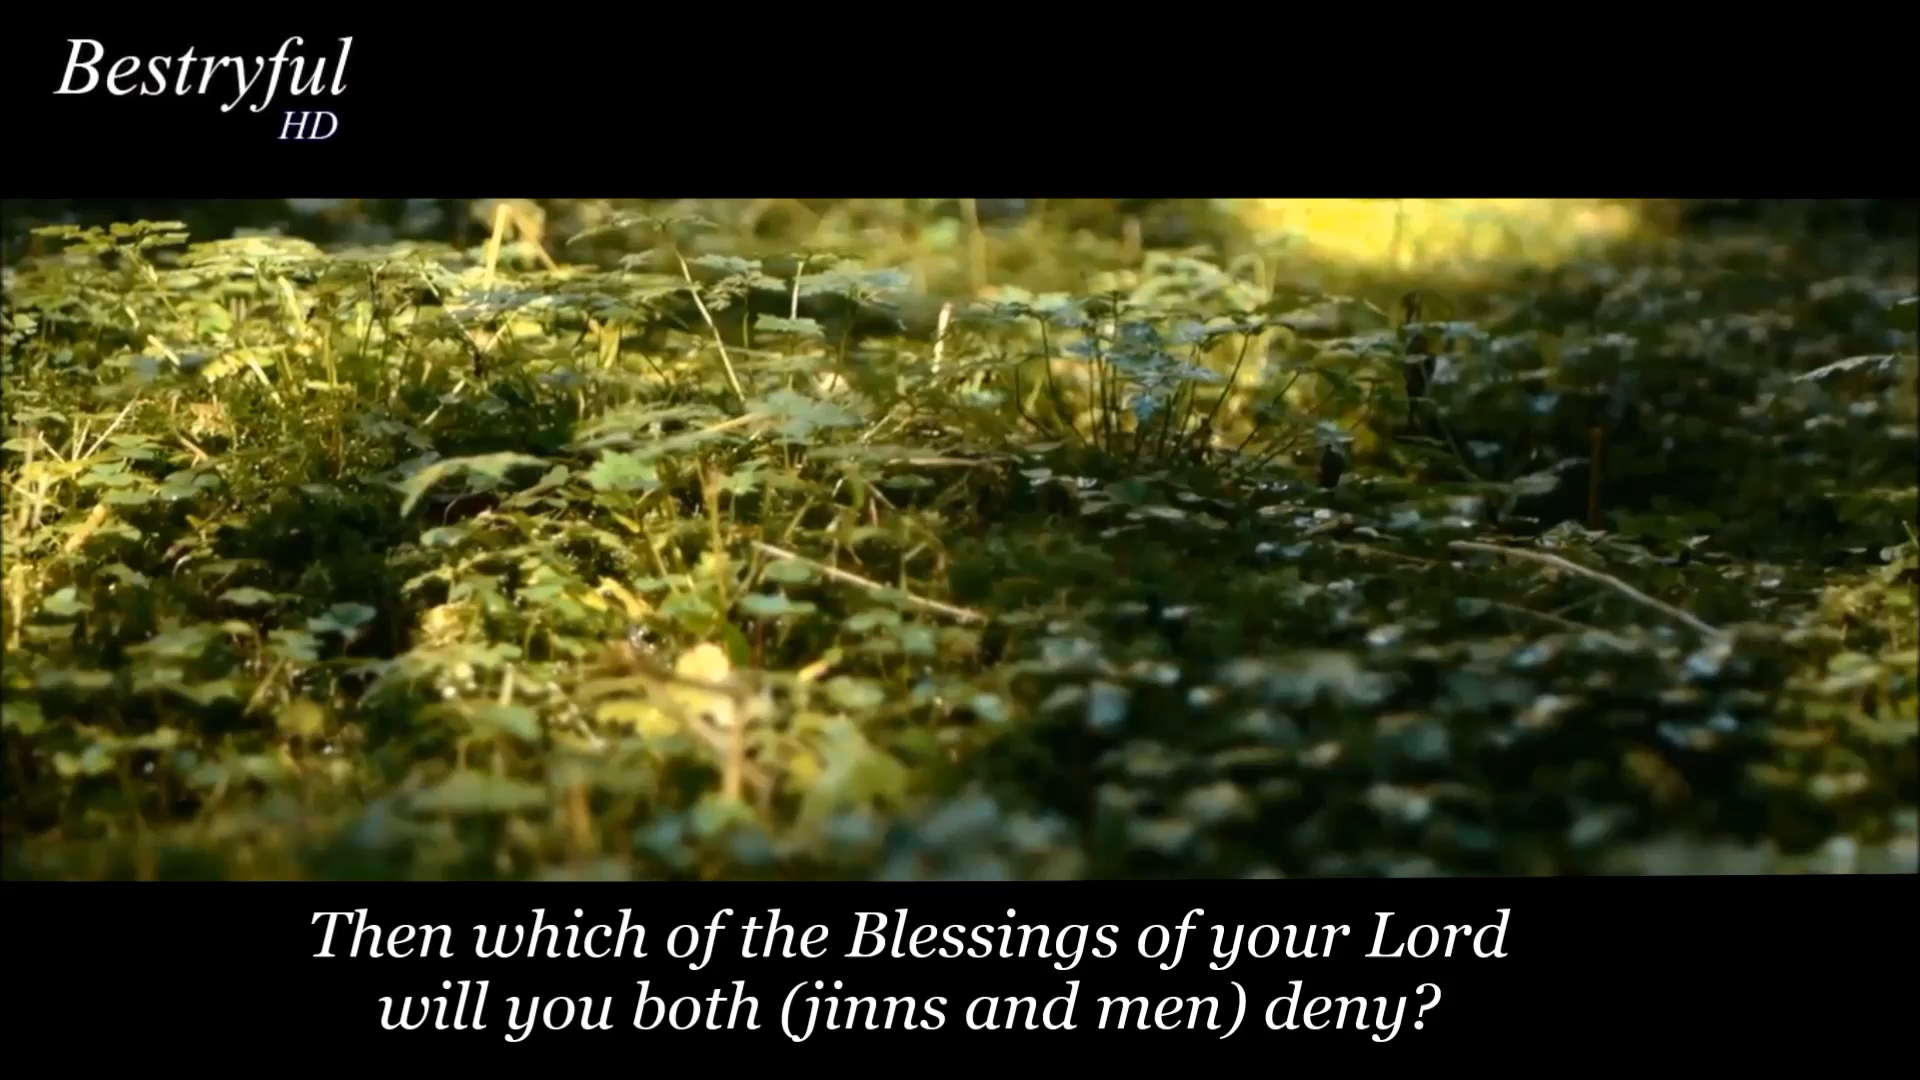 Bestryful
HD
Then which of the Blessings of your Lord
will you both (jinns and men) deny?